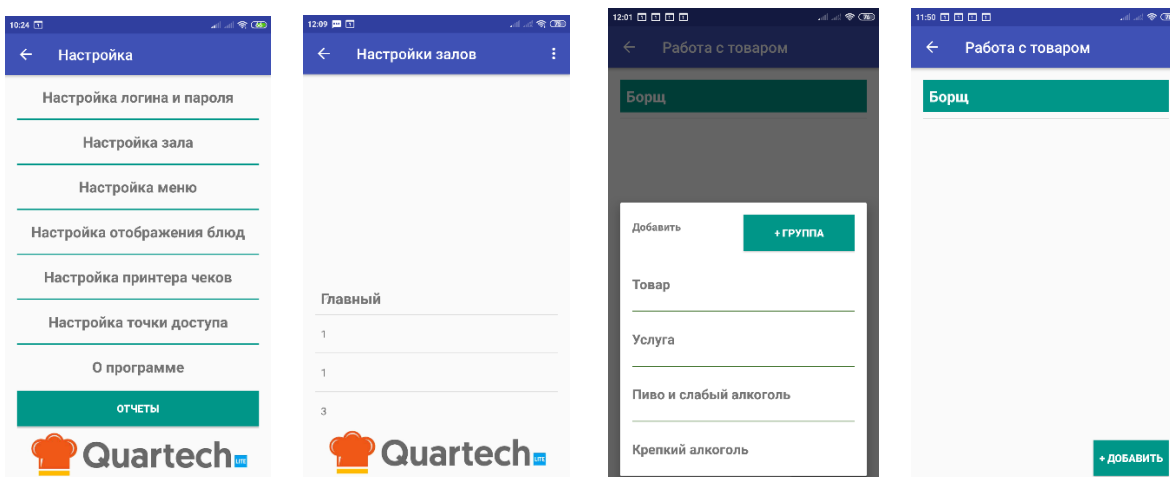 10:24
Настройка
Настройка логина и пароля
Настройка зала
Настройка меню
Настройка отображения блюд
Настройка принтера чеков
Настройка точки доступа
О программе
ОТЧЕТЫ
Quartech LITE
12:09
Настройки залов
Главный
1
1
3
Quartech LITE
12:01
Работа с товаром
Борщ
Добавить
+ ГРУППА
Товар
Услуга
Пиво и слабый алкоголь
Крепкий алкоголь
11:50
Работа с товаром
Борщ
+ ДОБАВИТЬ